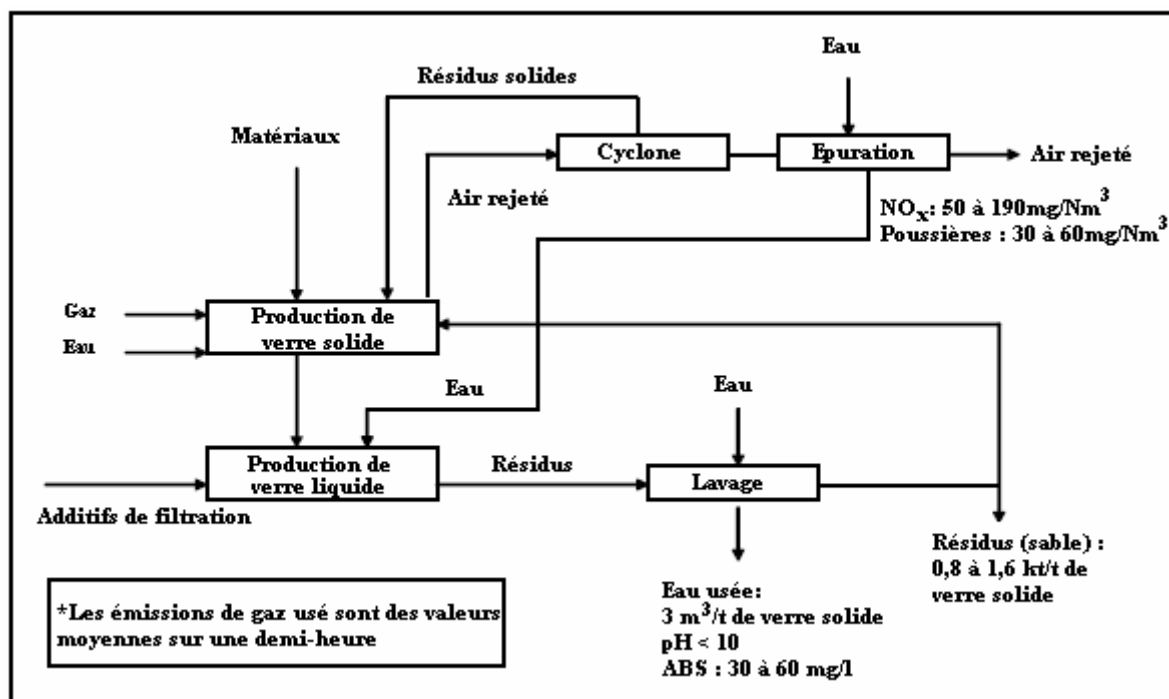 Eau
Résidus solides
Matériaux
Cyclone
Epuration
Air rejeté
Air rejeté
NOx: 50 à 190mg/Nm3
Poussières : 30 à 60mg/Nm3
Gaz
Production de
verre solide
Eau
Eau
Eau
Production de
verre liquide
Résidus
Lavage
Additifs de filtration
Résidus (sable) :
0,8 à 1,6 kt/t de
verre solide
Eau usée:
3 m3/t de verre solide
pH < 10
ABS : 30 à 60 mg/l
*Les émissions de gaz usé sont des valeurs
moyennes sur une demi-heure